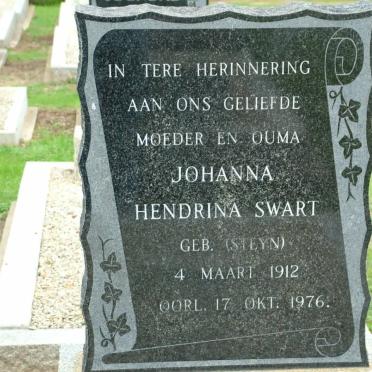 IN TERE HERINNERING
AAN ONS GELIEFDE
MOEDER EN OUMA
JOHANNA
HENDRINA SWART
GEB. (STEYN)
4 MAART 1912
OORL. 17 OKT. 1976.